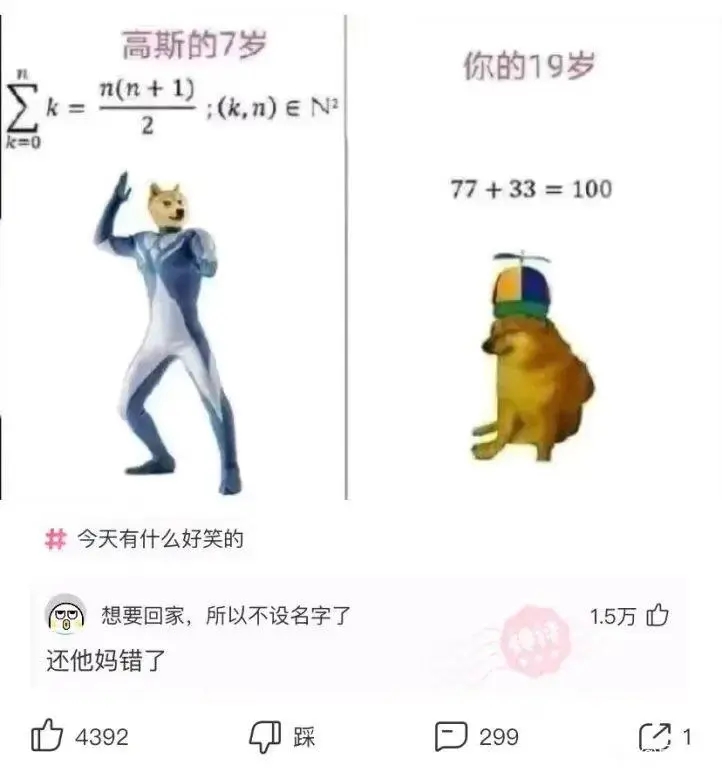 高斯的7岁
n
∑ k = n(n + 1)/2 ;(k,n) ∈ ℕ²
k=0
你的19岁
77 + 33 = 100
# 今天有什么好笑的
想要回家，所以不设名字了
1.5万
还他妈错了
神评
4392
踩
299
1